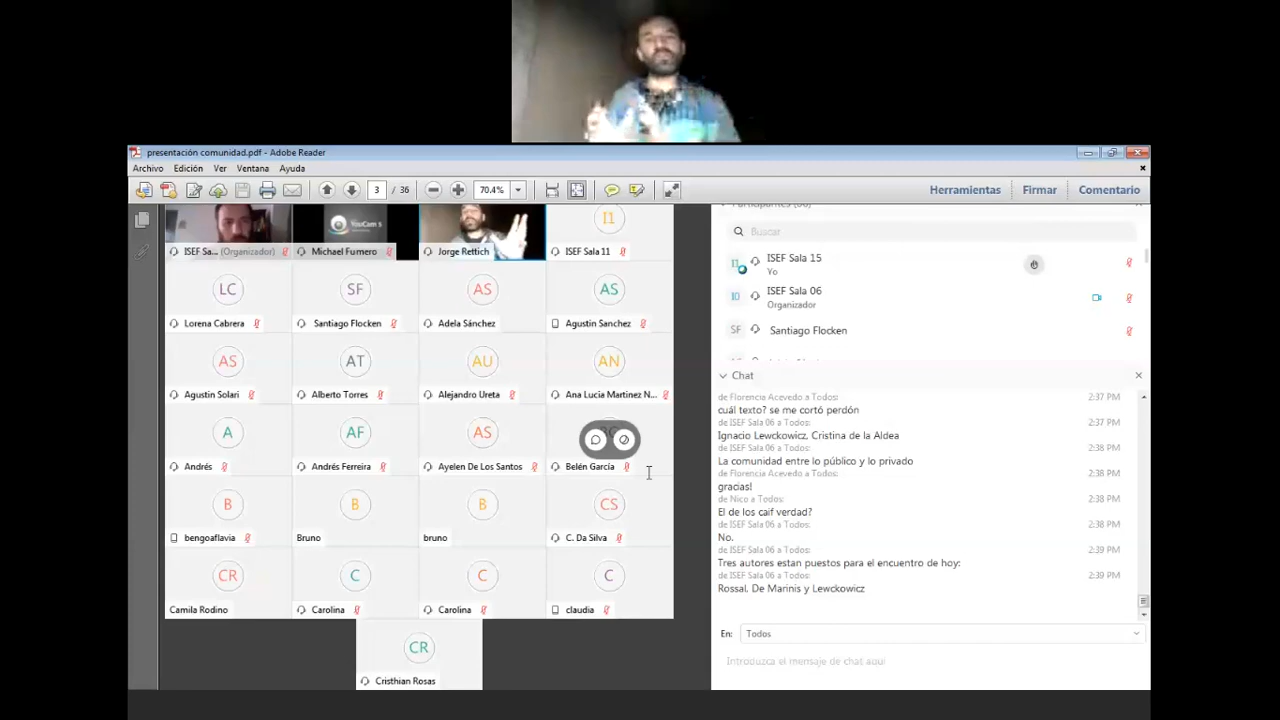 presentación comunidad.pdf - Adobe Reader
Archivo Edición Ver Ventana Ayuda
3 / 36 70.4% Herramientas Firmar Comentario
YouCam 5
ISEF Sa... (Organizador) Michael Fumero Jorge Rettich ISEF Sala 11
I1
LC SF AS AS
Lorena Cabrera Santiago Flocken Adela Sánchez Agustin Sanchez
AS AT AU AN
Agustin Solari Alberto Torres Alejandro Ureta Ana Lucia Martinez N...
A AF AS
Andrés Andrés Ferreira Ayelen De Los Santos Belén García
B B B CS
bengoaflavia Bruno bruno C. Da Silva
CR C C C
Camila Rodino Carolina Carolina claudia
CR
Cristhian Rosas
Buscar
ISEF Sala 15
Yo
ISEF Sala 06
Organizador
SF Santiago Flocken
Chat
de Florencia Acevedo a Todos: 2:37 PM
cuál texto? se me cortó perdón
de ISEF Sala 06 a Todos: 2:37 PM
Ignacio Lewckowicz, Cristina de la Aldea
de ISEF Sala 06 a Todos: 2:38 PM
La comunidad entre lo público y lo privado
de Florencia Acevedo a Todos: 2:38 PM
gracias!
de Nico a Todos: 2:38 PM
El de los caif verdad?
de ISEF Sala 06 a Todos: 2:38 PM
No.
de ISEF Sala 06 a Todos: 2:39 PM
Tres autores estan puestos para el encuentro de hoy:
de ISEF Sala 06 a Todos: 2:39 PM
Rossal, De Marinis y Lewckowicz
En: Todos
Introduzca el mensaje de chat aquí